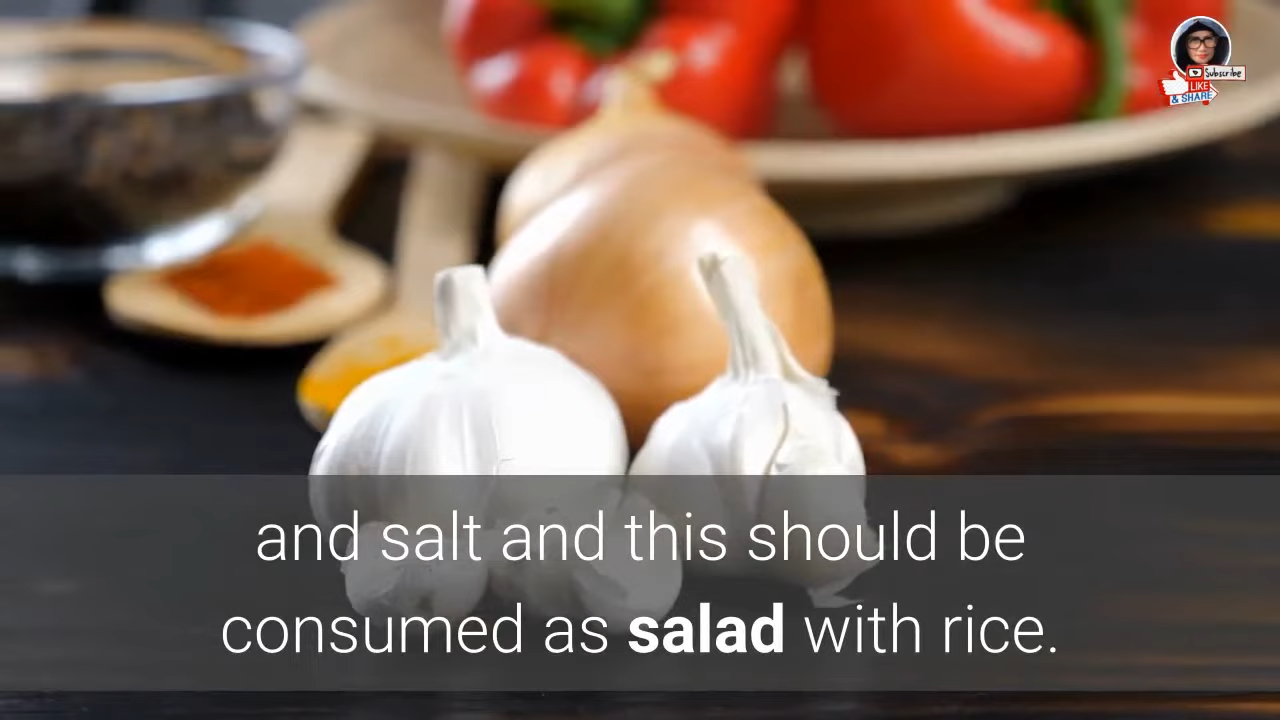 Subscribe
LIKE
& SHARE
and salt and this should be
consumed as salad with rice.